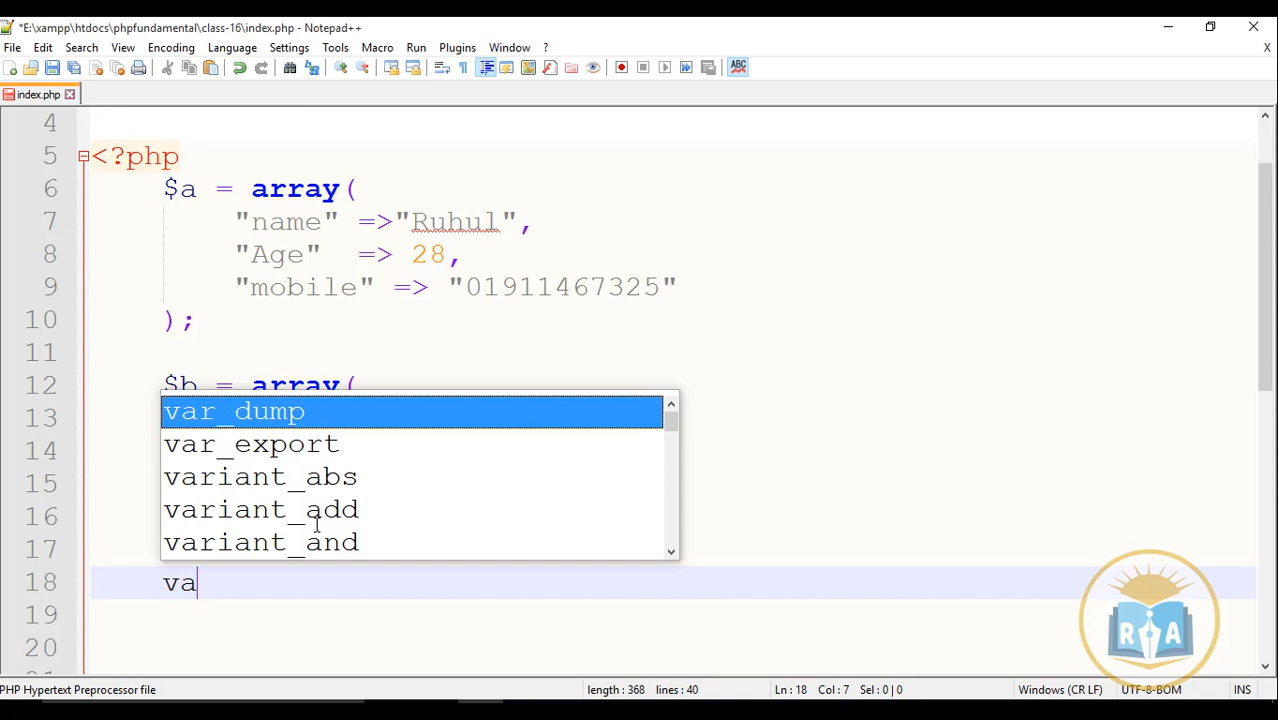 *E:\xampp\htdocs\phpfundamental\class-16\index.php - Notepad++
File Edit Search View Encoding Language Settings Tools Macro Run Plugins Window ? X
ABC
index.php
4
5 <?php
6 $a = array(
7 "name" =>"Ruhul",
8 "Age" => 28,
9 "mobile" => "01911467325"
10 );
11
12 $b = array(
13 var_dump
14 var_export
15 variant_abs
16 variant_add
17 variant_and
18 va
19
20
R A
PHP Hypertext Preprocessor file length : 368 lines : 40 Ln : 18 Col : 7 Sel : 0 | 0 Windows (CR LF) UTF-8-BOM INS